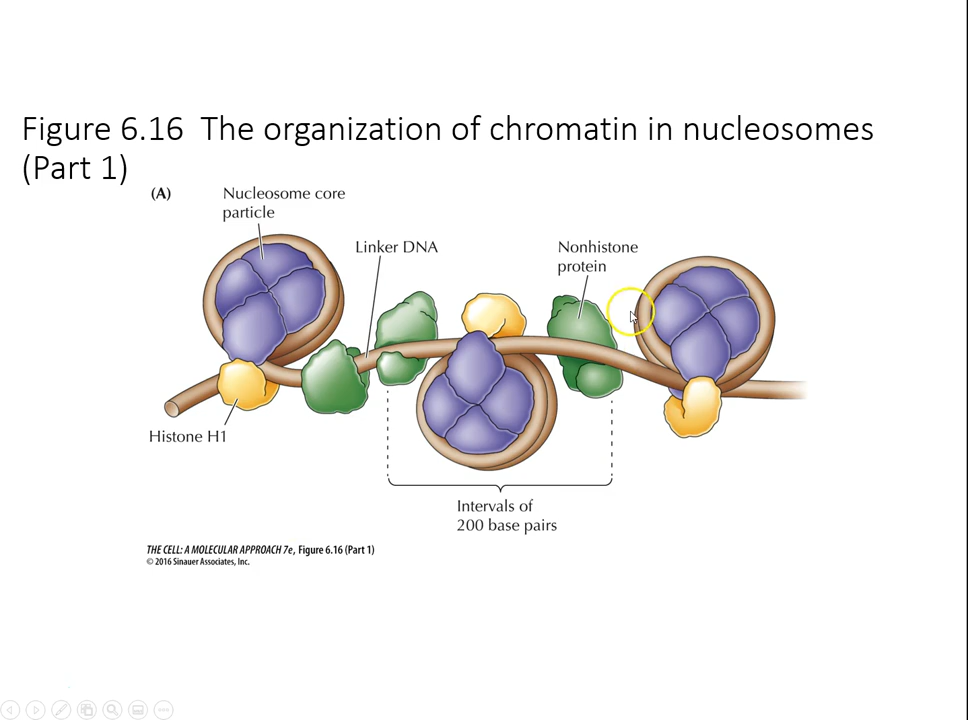 Figure 6.16  The organization of chromatin in nucleosomes
(Part 1)
(A)
Nucleosome core
particle
Linker DNA
Nonhistone
protein
Histone H1
Intervals of
200 base pairs
THE CELL: A MOLECULAR APPROACH 7e, Figure 6.16 (Part 1)
© 2016 Sinauer Associates, Inc.